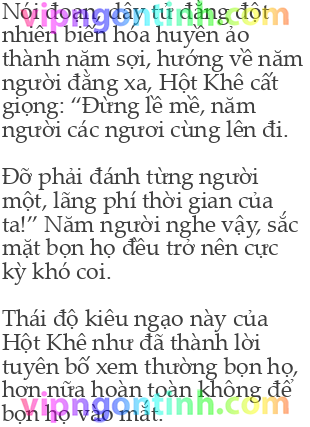 Nói đoạn, dây tử đằng đột
nhiên biến hóa huyền ảo
thành năm sợi, hướng về năm
người đằng xa, Hột Khê cất
giọng: “Đừng lề mề, năm
người các ngươi cùng lên đi.
Đỡ phải đánh từng người
một, lãng phí thời gian của
ta!” Năm người nghe vậy, sắc
mặt bọn họ đều trở nên cực
kỳ khó coi.
Thái độ kiêu ngạo này của
Hột Khê như đã thành lời
tuyên bố xem thường bọn họ,
hơn nữa hoàn toàn không để
bọn họ vào mắt.
vipngontinh.com
vipngontinh.com